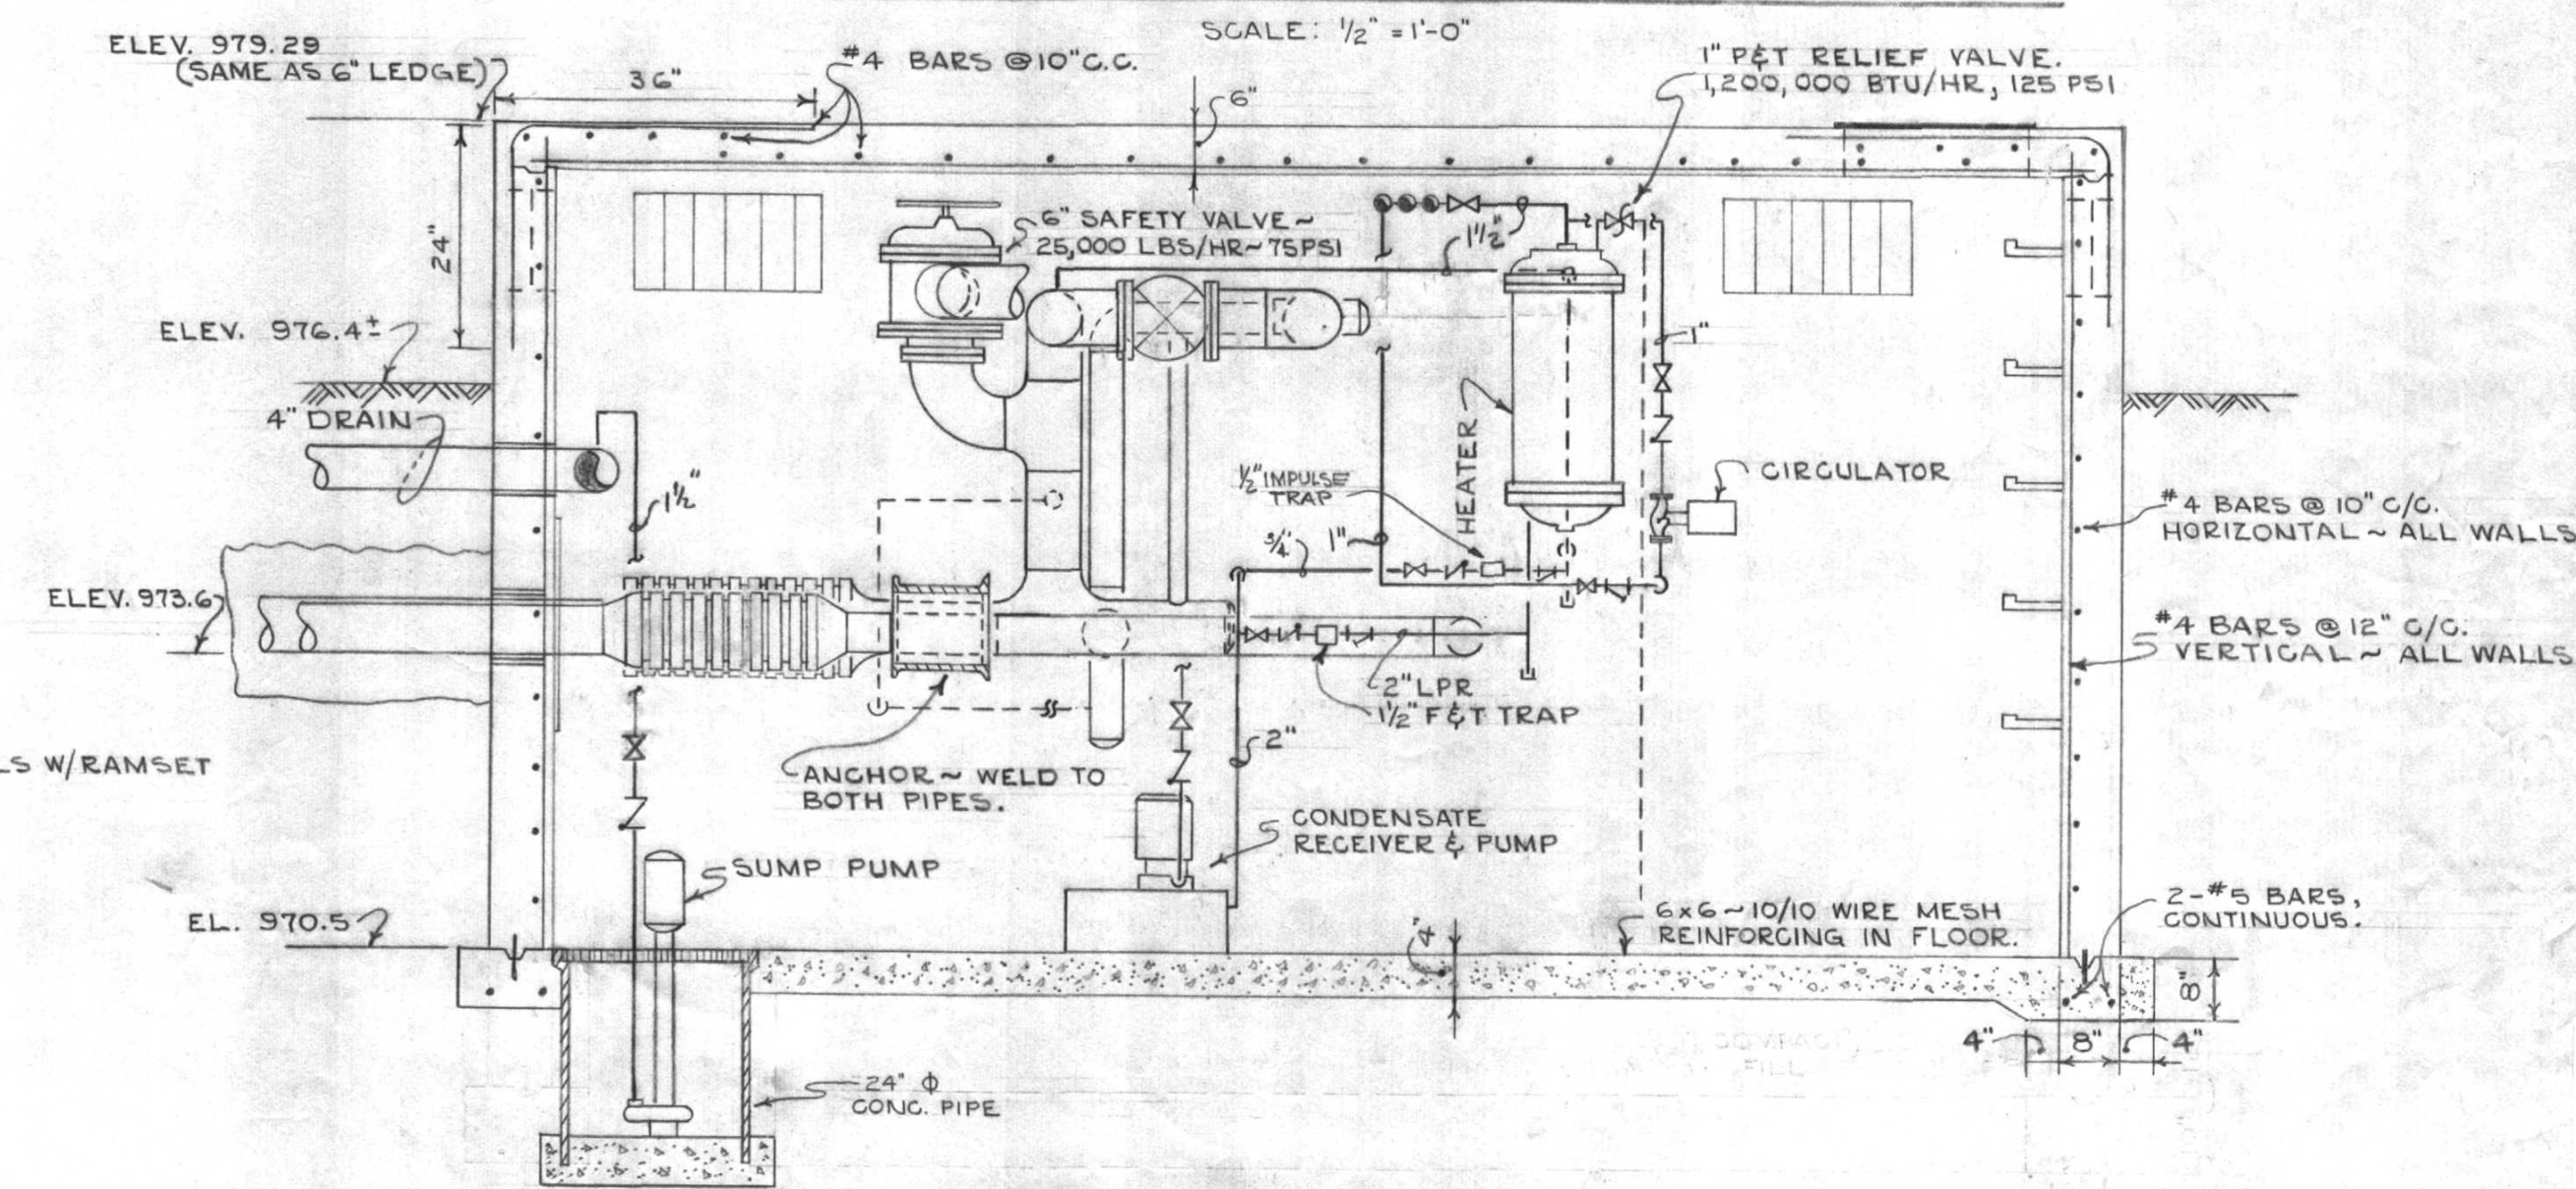 SCALE: 1/2" = 1'-0"
ELEV. 979.29
(SAME AS 6" LEDGE)
36"
#4 BARS @ 10" C.C.
6"
1" P&T RELIEF VALVE.
1,200,000 BTU/HR, 125 PSI
24"
6" SAFETY VALVE ~
25,000 LBS/HR ~ 75 PSI
1 1/2"
ELEV. 976.4±
1"
4" DRAIN
1 1/2"
1/2" IMPULSE
TRAP
HEATER
CIRCULATOR
#4 BARS @ 10" C/C.
HORIZONTAL ~ ALL WALLS
3/4"
1"
ELEV. 973.6
#4 BARS @ 12" C/C.
VERTICAL ~ ALL WALLS
2" LPR
1 1/2" F&T TRAP
2"
LS W/RAMSET
ANCHOR ~ WELD TO
BOTH PIPES.
CONDENSATE
RECEIVER & PUMP
SUMP PUMP
EL. 970.5
4"
6x6 ~ 10/10 WIRE MESH
REINFORCING IN FLOOR.
2-#5 BARS,
CONTINUOUS.
8"
4" 8" 4"
24" Φ
CONC. PIPE